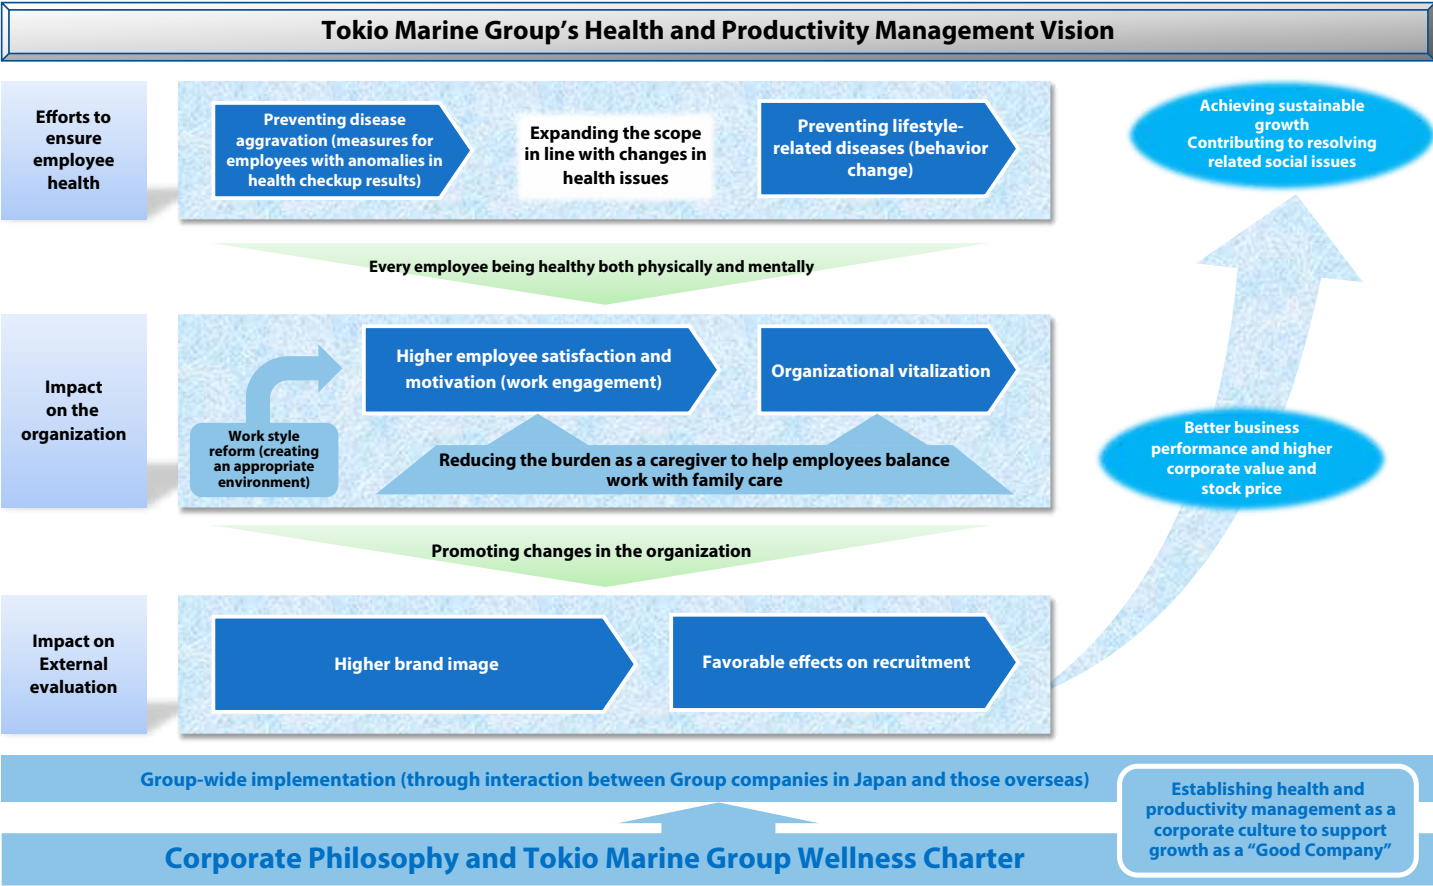 Tokio Marine Group’s Health and Productivity Management Vision
Efforts to
ensure
employee
health
Preventing disease
aggravation (measures for
employees with anomalies in
health checkup results)
Expanding the scope
in line with changes in
health issues
Preventing lifestyle-
related diseases (behavior
change)
Achieving sustainable
growth
Contributing to resolving
related social issues
Every employee being healthy both physically and mentally
Impact
on the
organization
Work style
reform (creating
an appropriate
environment)
Higher employee satisfaction and
motivation (work engagement)
Organizational vitalization
Reducing the burden as a caregiver to help employees balance
work with family care
Better business
performance and higher
corporate value and
stock price
Promoting changes in the organization
Impact on
External
evaluation
Higher brand image
Favorable effects on recruitment
Group-wide implementation (through interaction between Group companies in Japan and those overseas)
Establishing health and
productivity management as a
corporate culture to support
growth as a “Good Company”
Corporate Philosophy and Tokio Marine Group Wellness Charter